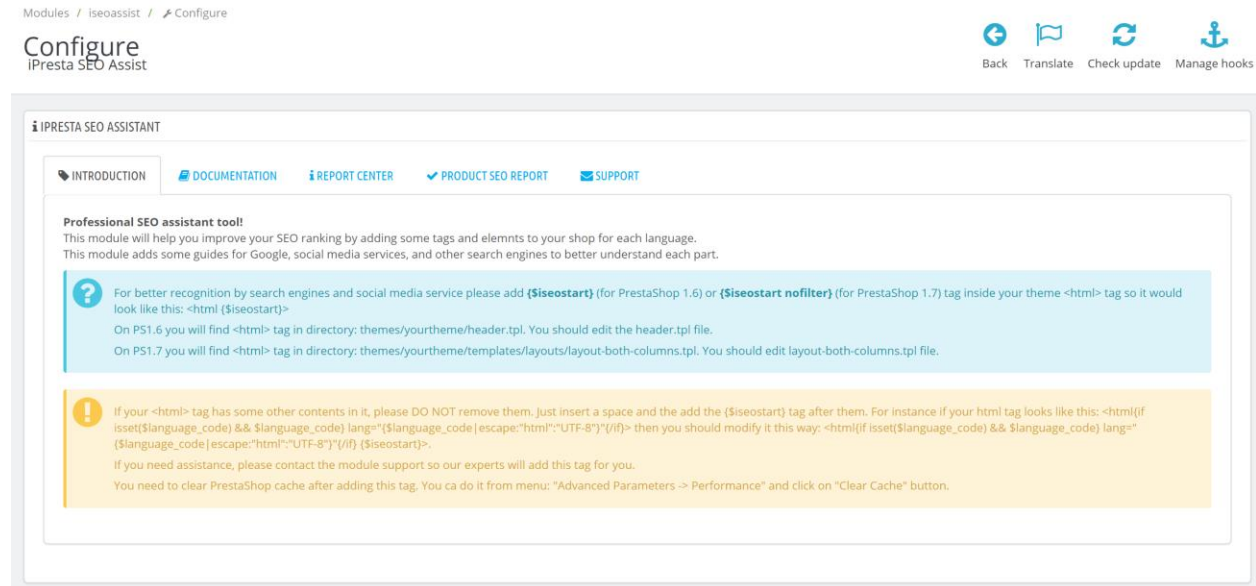 Modules / iseoassist / Configure
Configure
iPresta SEO Assist
Back Translate Check update Manage hooks
IPRESTA SEO ASSISTANT
INTRODUCTION DOCUMENTATION REPORT CENTER PRODUCT SEO REPORT SUPPORT
Professional SEO assistant tool!
This module will help you improve your SEO ranking by adding some tags and elemnts to your shop for each language.
This module adds some guides for Google, social media services, and other search engines to better understand each part.
For better recognition by search engines and social media service please add {$iseostart} (for PrestaShop 1.6) or {$iseostart nofilter} (for PrestaShop 1.7) tag inside your theme <html> tag so it would
look like this: <html {$iseostart}>
On PS1.6 you will find <html> tag in directory: themes/yourtheme/header.tpl. You should edit the header.tpl file.
On PS1.7 you will find <html> tag in directory: themes/yourtheme/templates/layouts/layout-both-columns.tpl. You should edit layout-both-columns.tpl file.
If your <html> tag has some other contents in it, please DO NOT remove them. Just insert a space and the add the {$iseostart} tag after them. For instance if your html tag looks like this: <html{if
isset($language_code) && $language_code} lang="{$language_code|escape:"html":"UTF-8"}"{/if}> then you should modify it this way: <html{if isset($language_code) && $language_code} lang="
{$language_code|escape:"html":"UTF-8"}"{/if} {$iseostart}>.
If you need assistance, please contact the module support so our experts will add this tag for you.
You need to clear PrestaShop cache after adding this tag. You ca do it from menu: "Advanced Parameters -> Performance" and click on "Clear Cache" button.